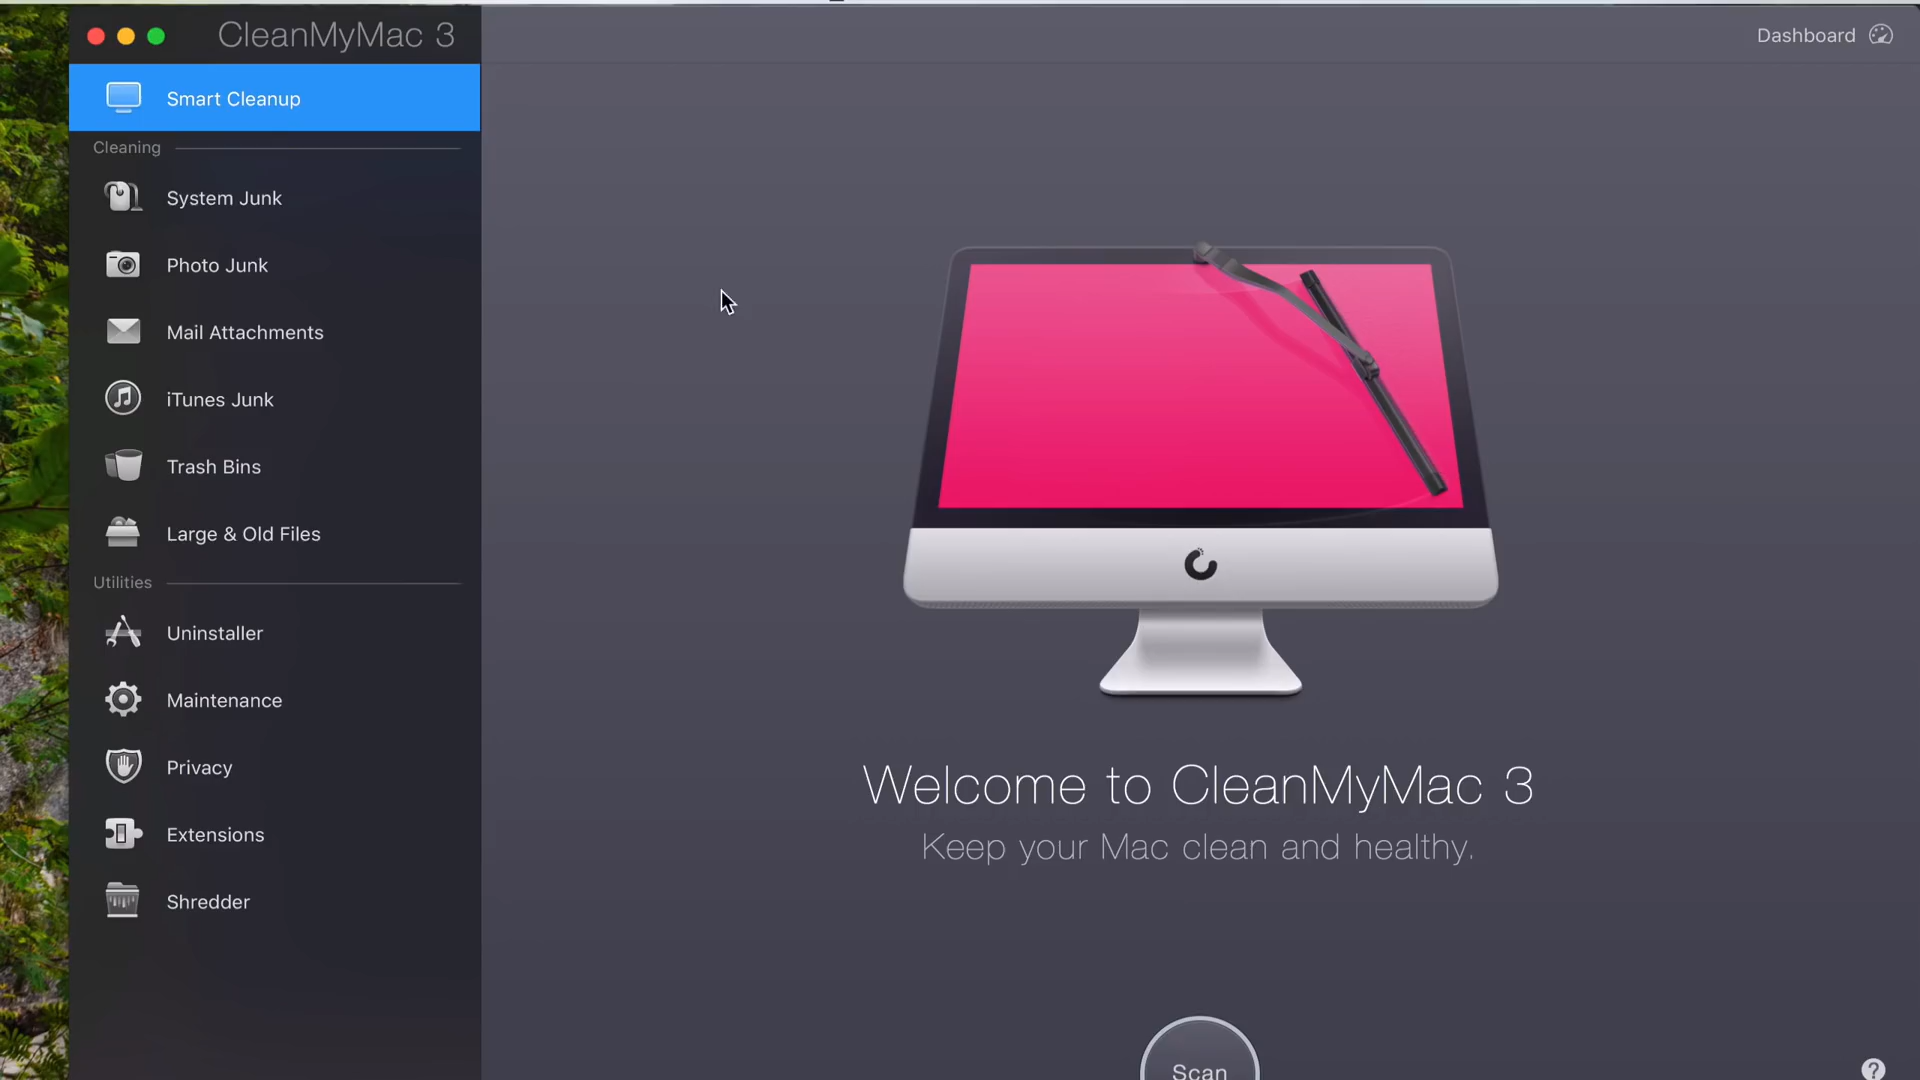 CleanMyMac 3
Dashboard
Smart Cleanup
Cleaning
System Junk
Photo Junk
Mail Attachments
iTunes Junk
Trash Bins
Large & Old Files
Utilities
Uninstaller
Maintenance
Privacy
Extensions
Shredder
Welcome to CleanMyMac 3
Keep your Mac clean and healthy.
Scan
?